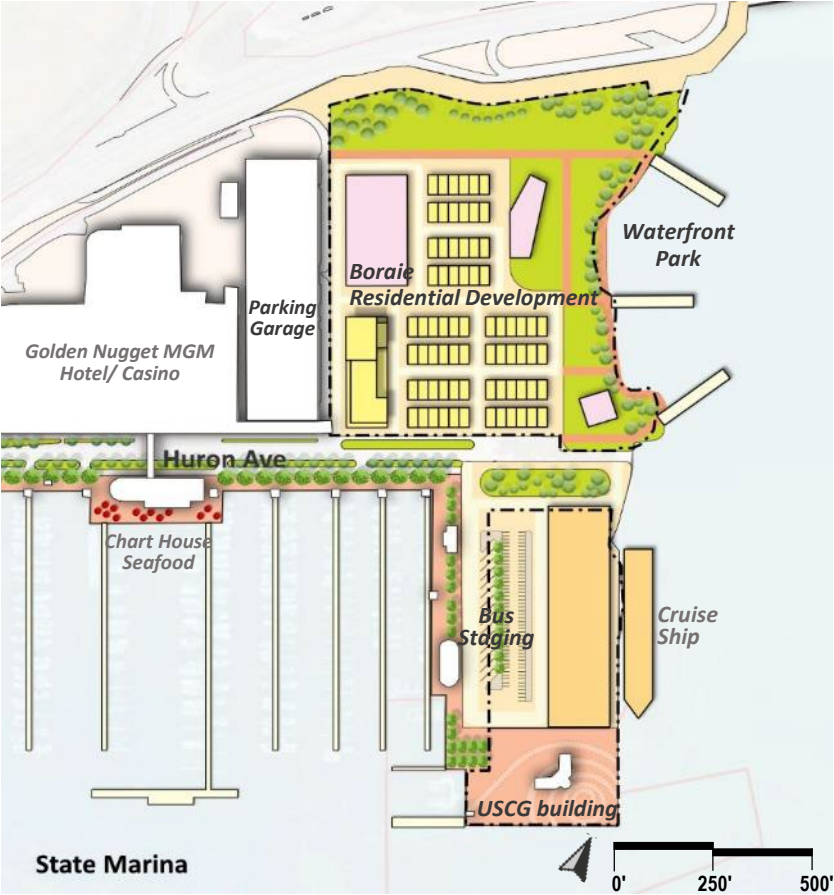 Waterfront
Park
Boraie
Residential Development
Parking
Garage
Golden Nugget MGM
Hotel/ Casino
Huron Ave
Chart House
Seafood
Bus
Staging
Cruise
Ship
USCG building
State Marina
0' 250' 500'